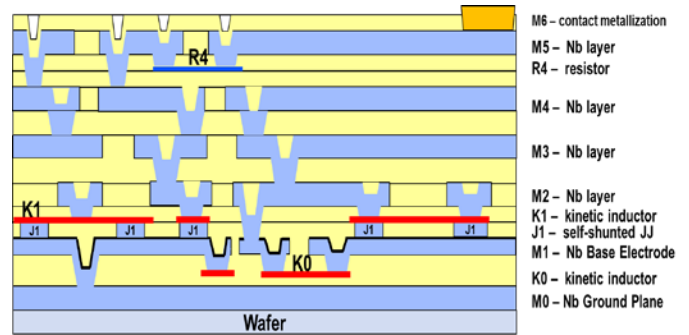 M6 – contact metallization
M5 – Nb layer
R4
R4 – resistor
M4 – Nb layer
M3 – Nb layer
M2 – Nb layer
K1
K1 – kinetic inductor
J1 J1 J1 J1 J1
J1 – self-shunted JJ
M1 – Nb Base Electrode
K0
K0 – kinetic inductor
M0 – Nb Ground Plane
Wafer